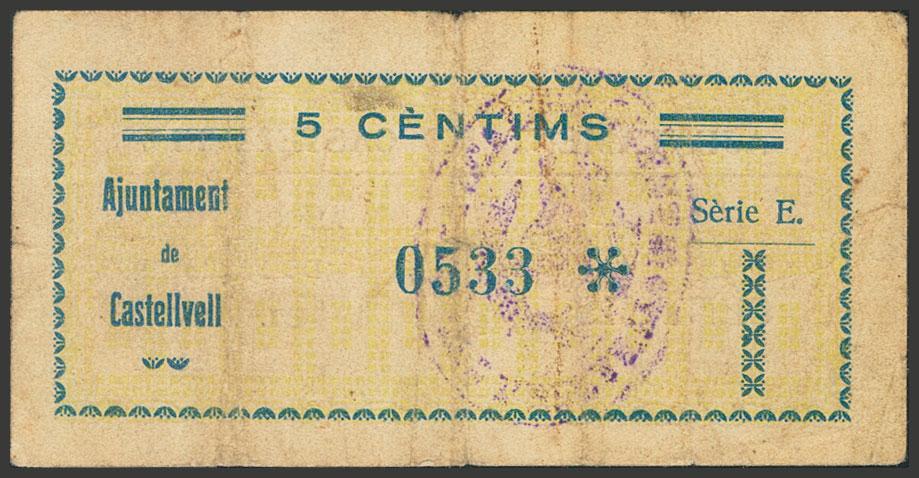 5 CÈNTIMS
Ajuntament
de
Castellvell
Sèrie E.
0533 *